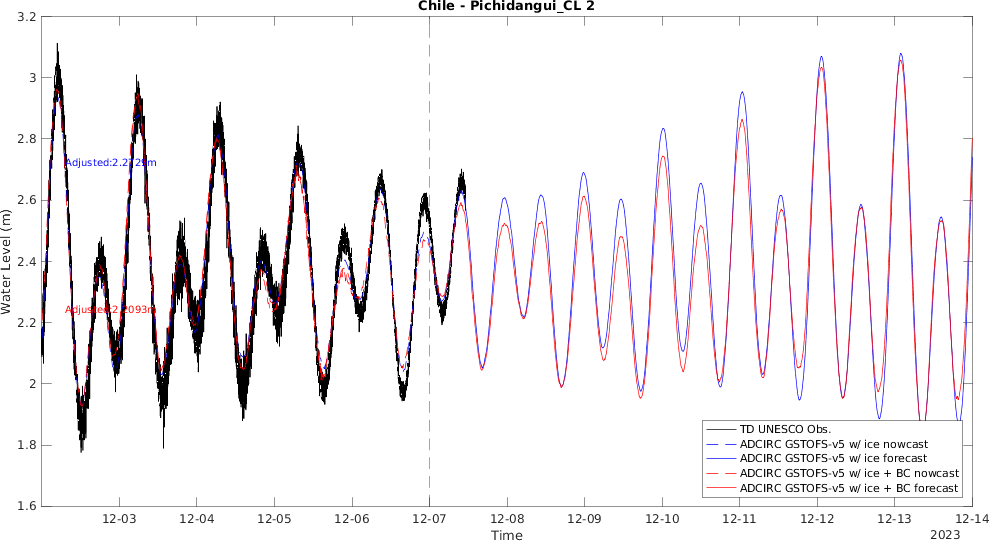 Chile - Pichidangui_CL 2
3.2
3
2.8
2.6
2.4
2.2
2
1.8
1.6
Water Level (m)
Adjusted:2.2129m
Adjusted:2.2093m
TD UNESCO Obs.
ADCIRC GSTOFS-v5 w/ ice nowcast
ADCIRC GSTOFS-v5 w/ ice forecast
ADCIRC GSTOFS-v5 w/ ice + BC nowcast
ADCIRC GSTOFS-v5 w/ ice + BC forecast
12-03 12-04 12-05 12-06 12-07 12-08 12-09 12-10 12-11 12-12 12-13 12-14
Time
2023